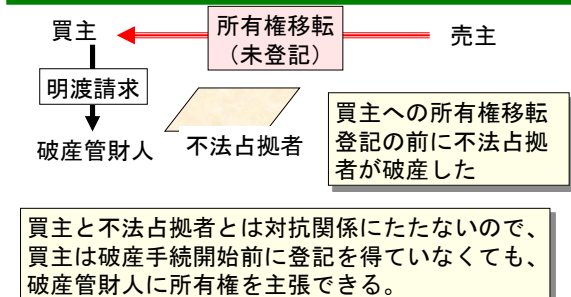 買主
所有権移転
（未登記）
売主
明渡請求
破産管財人
不法占拠者
買主への所有権移転
登記の前に不法占拠
者が破産した
買主と不法占拠者とは対抗関係にたたないので、
買主は破産手続開始前に登記を得ていなくても、
破産管財人に所有権を主張できる。